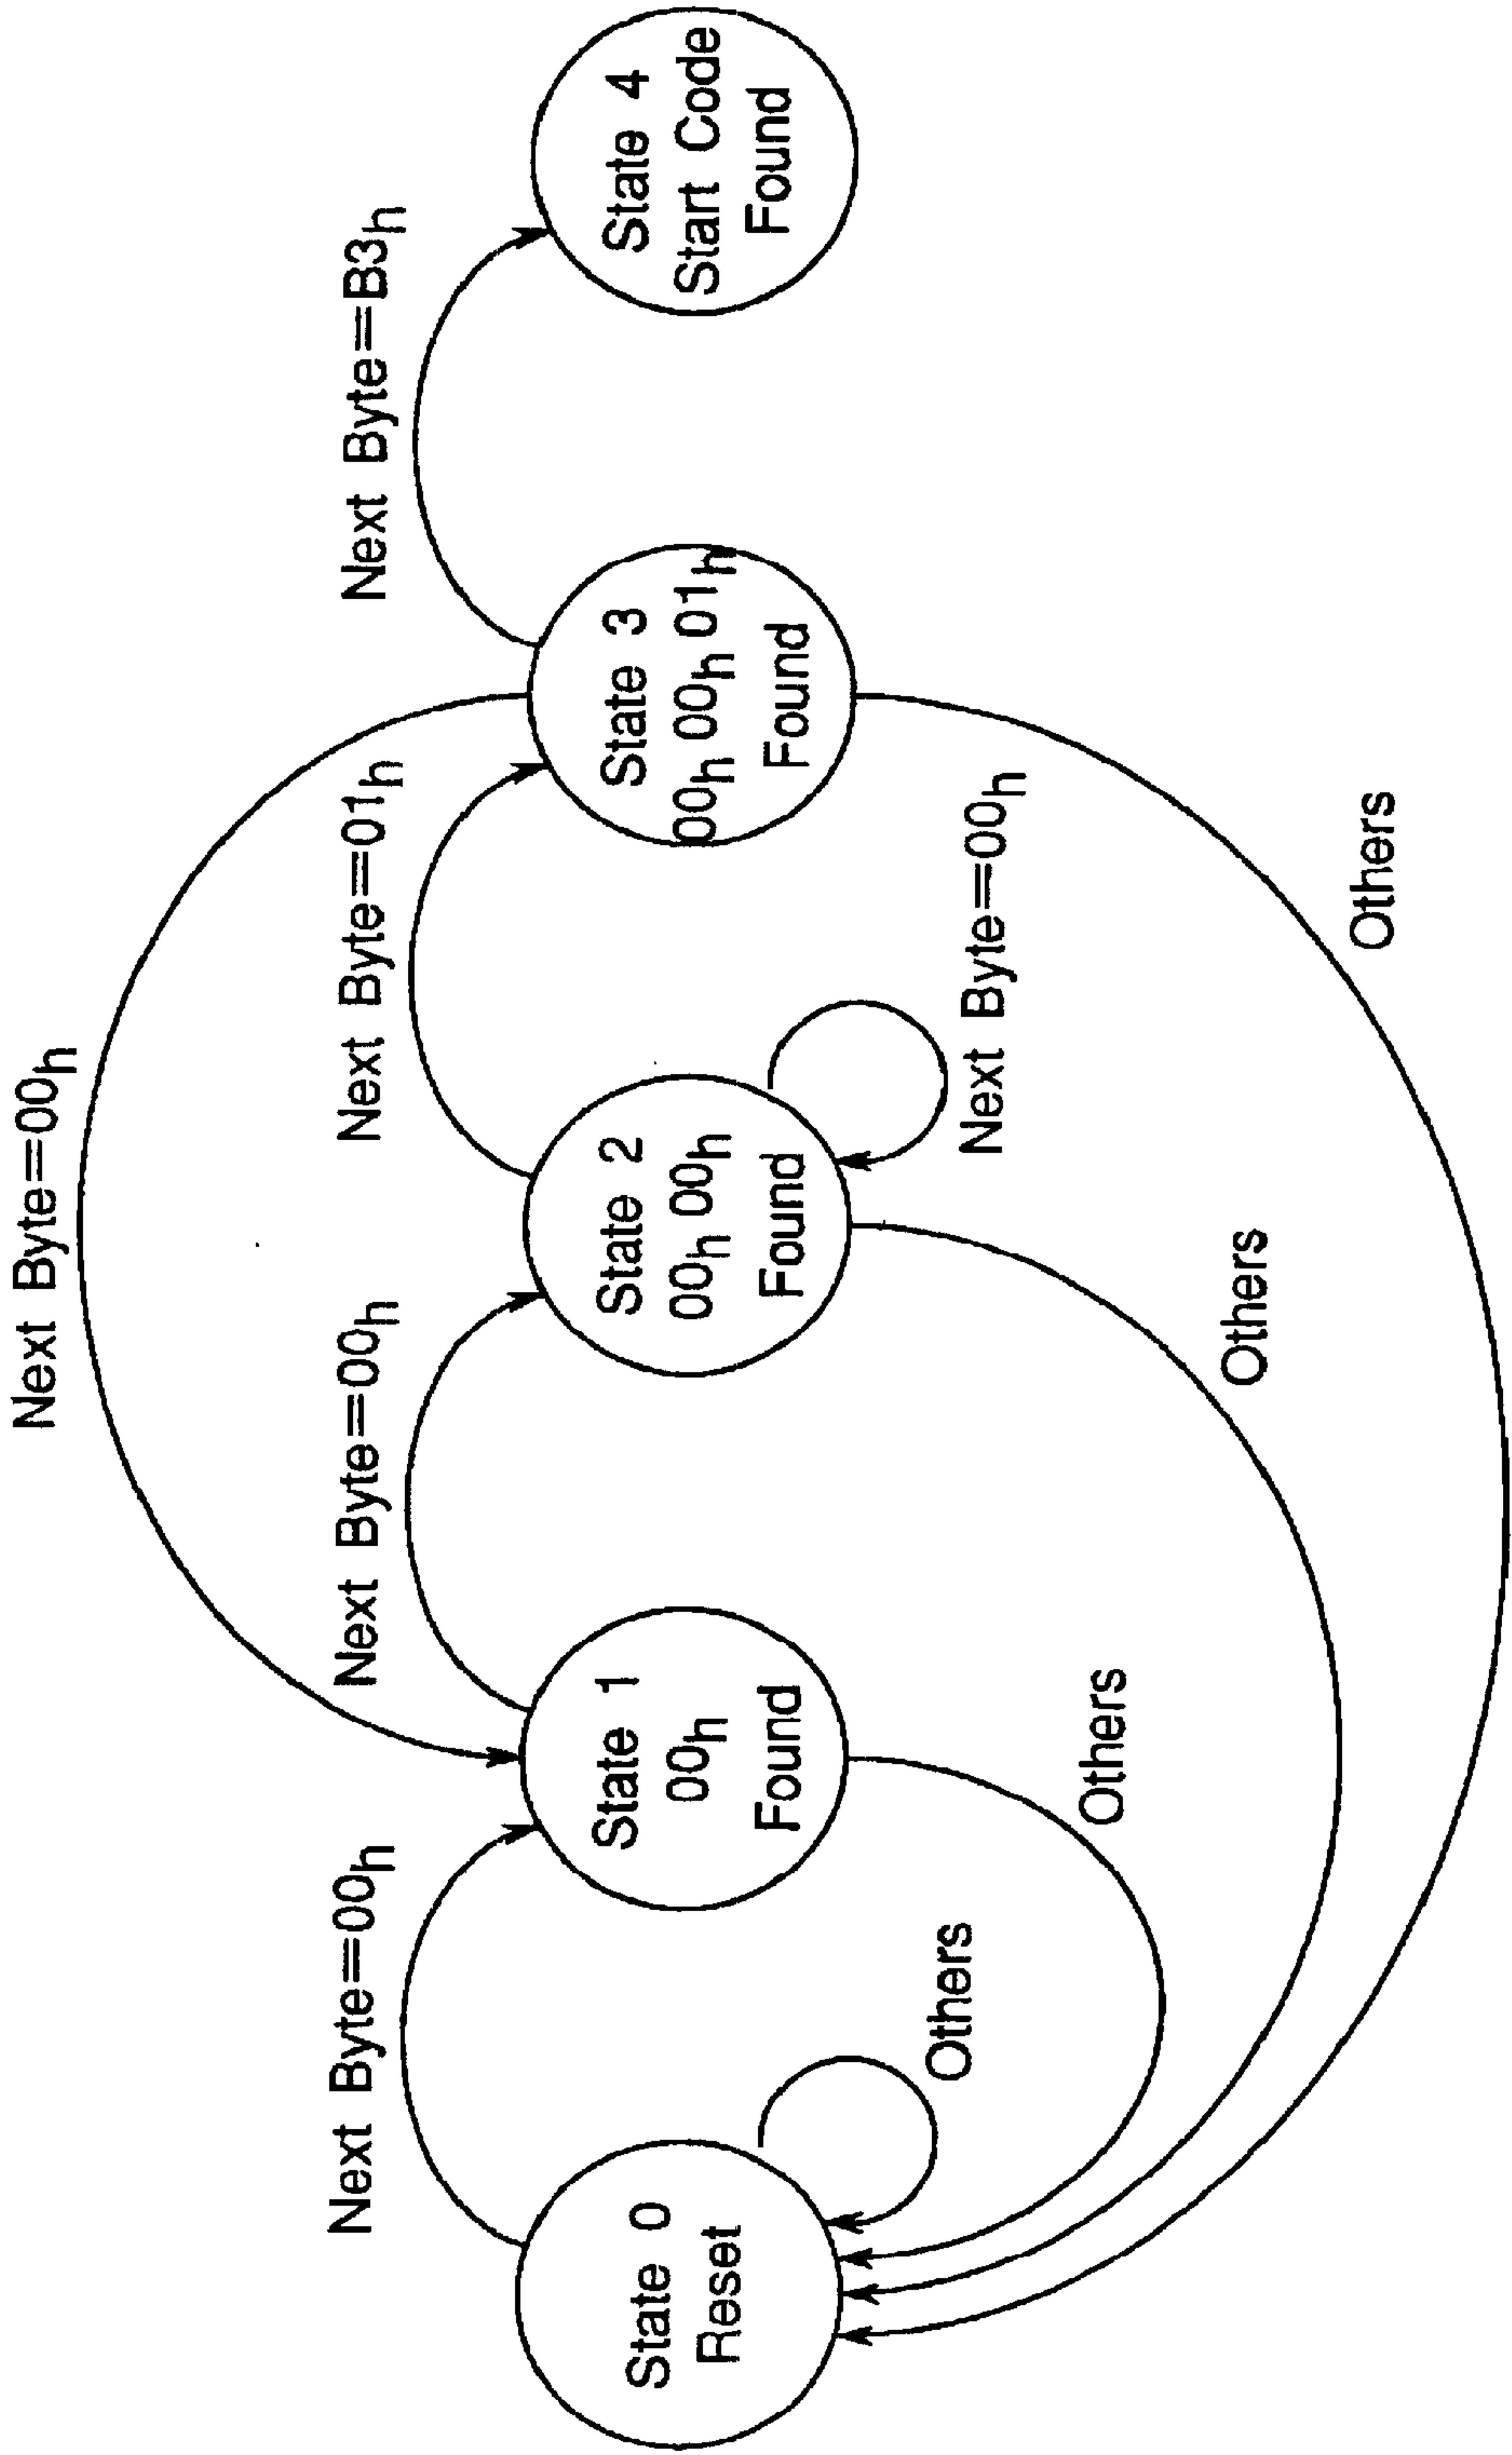 Next Byte=00h
Next Byte=00h
Next Byte=00h
Next Byte=01h
Next Byte=B3h
State 0
Reset
State 1
00h
Found
State 2
00h 00h
Found
State 3
00h 00h 01h
Found
State 4
Start Code
Found
Others
Next Byte=00h
Others
Others
Others